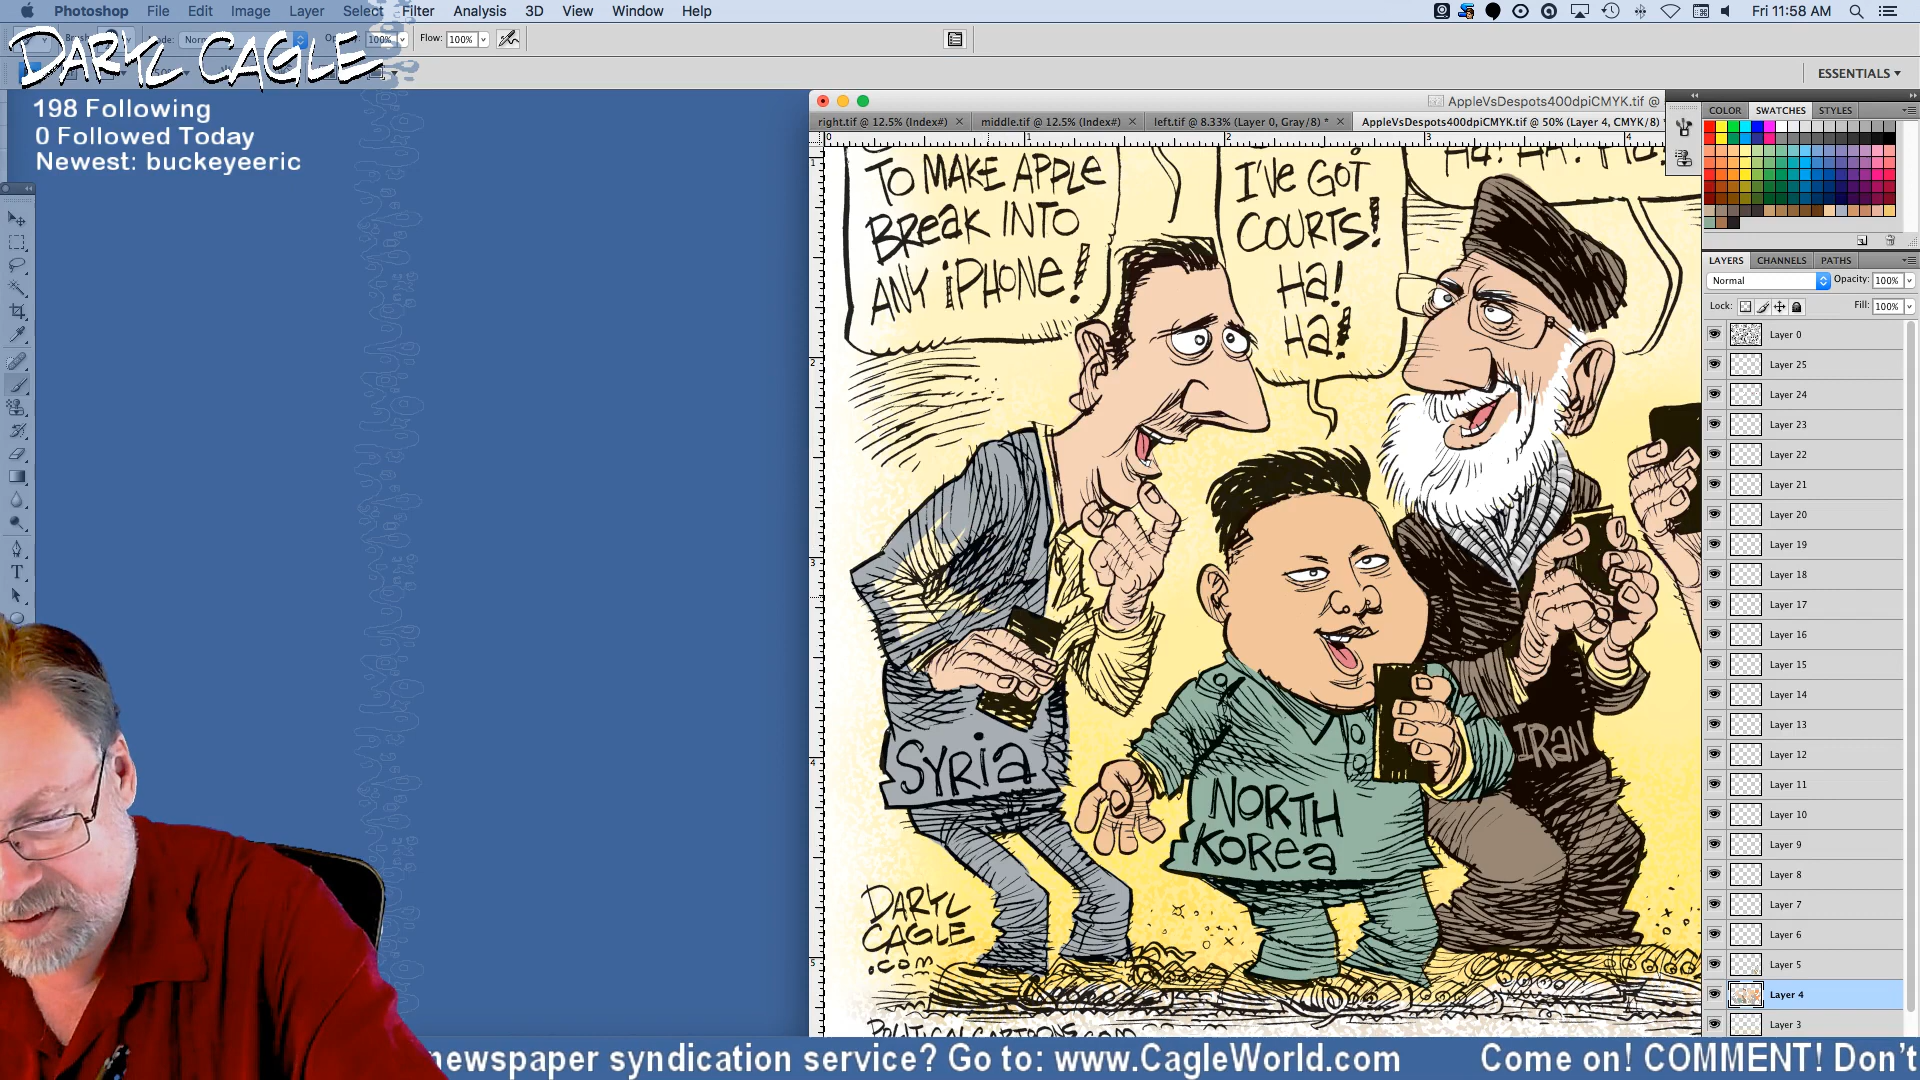 Photoshop File Edit Image Layer Select Filter Analysis 3D View Window Help
Fri 11:58 AM
Flow: 100%
DARYL CAGLE
ESSENTIALS
198 Following
0 Followed Today
Newest: buckeyeeric
AppleVsDespots400dpiCMYK.tif @
right.tif @ 12.5% (Index#)
middle.tif @ 12.5% (Index#)
left.tif @ 8.33% (Layer 0, Gray/8) *
AppleVsDespots400dpiCMYK.tif @ 50% (Layer 4, CMYK/8) *
COLOR SWATCHES STYLES
TO MAKE APPLE
BREAK INTO
ANY iPHONE!
I'VE GOT
COURTS!
HA!
HA!
SYRIA
NORTH
KOREA
IRAN
DARYL
CAGLE
.com
POLITICALCARTOONS.COM
LAYERS CHANNELS PATHS
Normal Opacity: 100%
Lock: Fill: 100%
Layer 0
Layer 25
Layer 24
Layer 23
Layer 22
Layer 21
Layer 20
Layer 19
Layer 18
Layer 17
Layer 16
Layer 15
Layer 14
Layer 13
Layer 12
Layer 11
Layer 10
Layer 9
Layer 8
Layer 7
Layer 6
Layer 5
Layer 4
Layer 3
newspaper syndication service? Go to: www.CagleWorld.com Come on! COMMENT! Don't